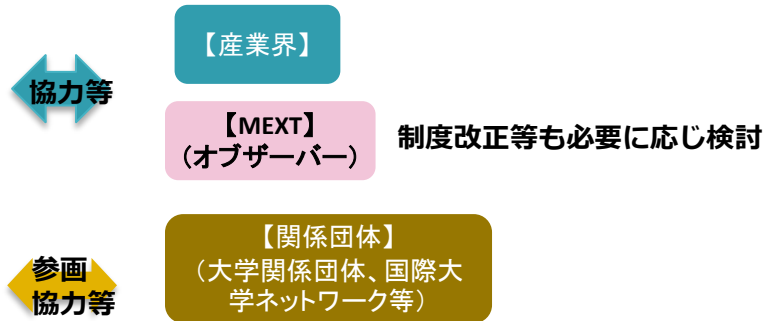 【産業界】
協力等
【MEXT】
（オブザーバー）
制度改正等も必要に応じ検討
【関係団体】
（大学関係団体、国際大
学ネットワーク等）
参画
協力等